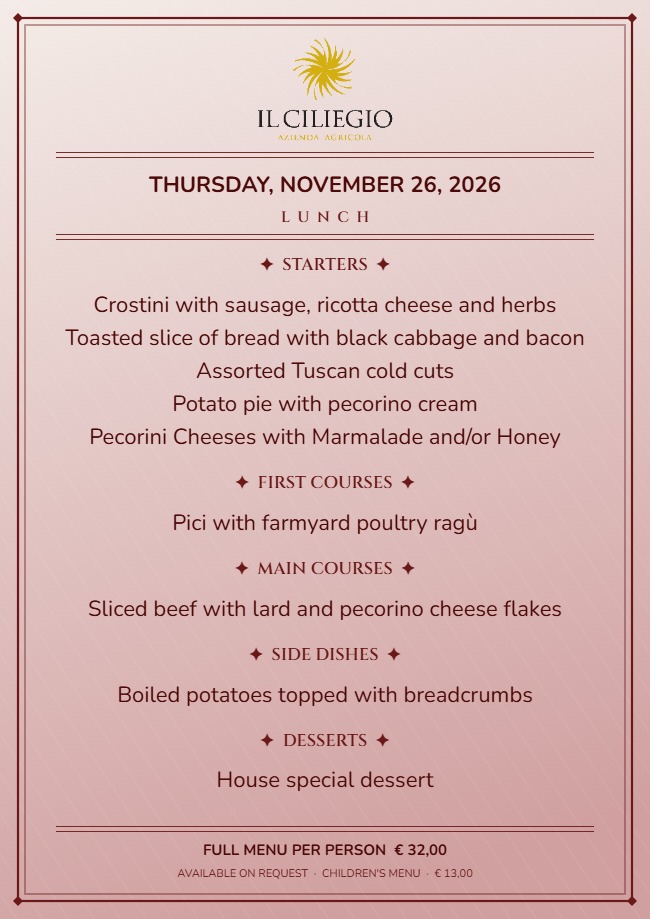 IL CILIEGIO
AZIENDA AGRICOLA
THURSDAY, NOVEMBER 26, 2026
LUNCH
✦ STARTERS ✦
Crostini with sausage, ricotta cheese and herbs
Toasted slice of bread with black cabbage and bacon
Assorted Tuscan cold cuts
Potato pie with pecorino cream
Pecorini Cheeses with Marmalade and/or Honey
✦ FIRST COURSES ✦
Pici with farmyard poultry ragù
✦ MAIN COURSES ✦
Sliced beef with lard and pecorino cheese flakes
✦ SIDE DISHES ✦
Boiled potatoes topped with breadcrumbs
✦ DESSERTS ✦
House special dessert
FULL MENU PER PERSON € 32,00
AVAILABLE ON REQUEST · CHILDREN'S MENU · € 13,00